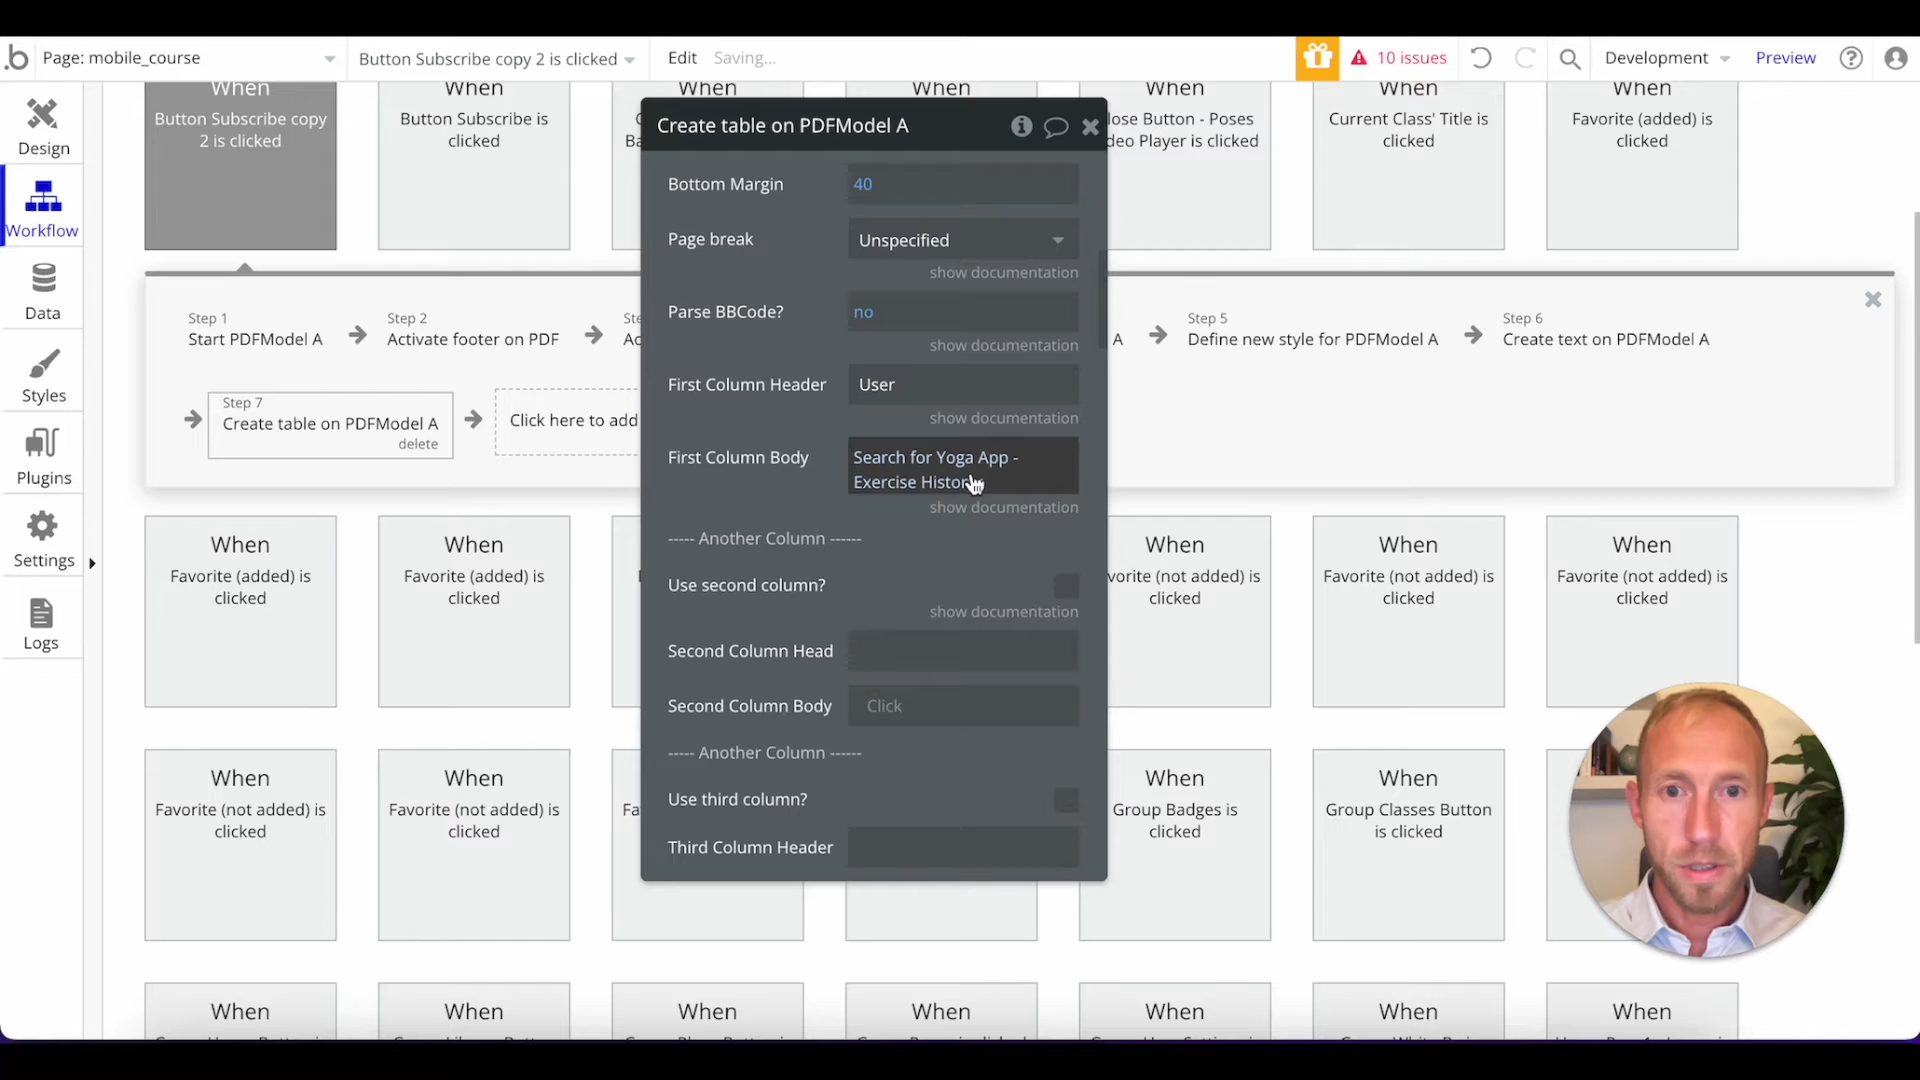 .b
Page: mobile_course
Button Subscribe copy 2 is clicked
Edit
Saving...
10 issues
Development
Preview
Design
Workflow
Data
Styles
Plugins
Settings
Logs
When
Button Subscribe copy
2 is clicked
When
Button Subscribe is
clicked
When
When
When
lose Button - Poses
deo Player is clicked
When
Current Class' Title is
clicked
When
Favorite (added) is
clicked
Create table on PDFModel A
Bottom Margin
40
Page break
Unspecified
show documentation
Parse BBCode?
no
show documentation
First Column Header
User
show documentation
First Column Body
Search for Yoga App -
Exercise History
show documentation
----- Another Column ------
Use second column?
show documentation
Second Column Head
Second Column Body
Click
----- Another Column ------
Use third column?
Third Column Header
Step 1
Start PDFModel A
Step 2
Activate footer on PDF
Ste
Ac
A
Step 5
Define new style for PDFModel A
Step 6
Create text on PDFModel A
Step 7
Create table on PDFModel A
delete
Click here to add
When
Favorite (added) is
clicked
When
Favorite (added) is
clicked
When
vorite (not added) is
clicked
When
Favorite (not added) is
clicked
When
Favorite (not added) is
clicked
When
Favorite (not added) is
clicked
When
Favorite (not added) is
clicked
Fa
When
Group Badges is
clicked
When
Group Classes Button
is clicked
When
When
When
When
When
When
When